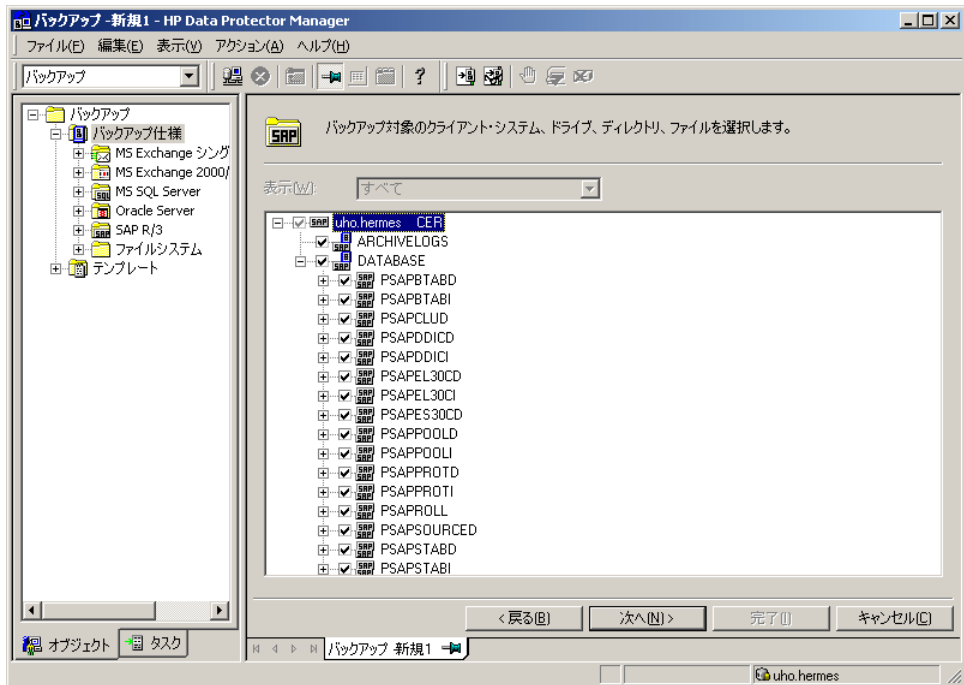 バックアップ -新規1 - HP Data Protector Manager
ファイル(F) 編集(E) 表示(V) アクション(A) ヘルプ(H)
バックアップ
バックアップ
バックアップ仕様
MS Exchange シング
MS Exchange 2000/
MS SQL Server
Oracle Server
SAP R/3
ファイルシステム
テンプレート
オブジェクト タスク
SAP
バックアップ対象のクライアント・システム、ドライブ、ディレクトリ、ファイルを選択します。
表示(W): すべて
uho.hermes CER
ARCHIVELOGS
DATABASE
PSAPBTABD
PSAPBTABI
PSAPCLUD
PSAPDDICD
PSAPDDICI
PSAPEL30CD
PSAPEL30CI
PSAPES30CD
PSAPPOOLD
PSAPPOOLI
PSAPPROTD
PSAPPROTI
PSAPROLL
PSAPSOURCED
PSAPSTABD
PSAPSTABI
<戻る(B) 次へ(N)> 完了(I) キャンセル(C)
バックアップ 新規1
uho.hermes